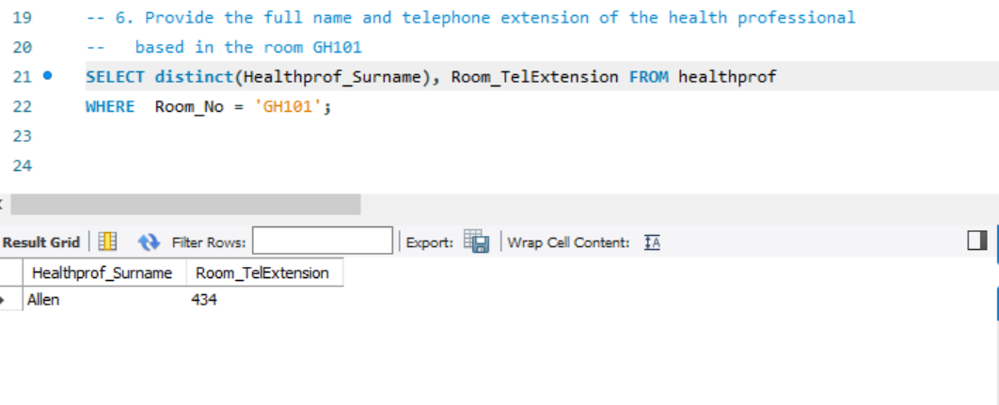 19 -- 6. Provide the full name and telephone extension of the health professional
20 -- based in the room GH101
21 SELECT distinct(Healthprof_Surname), Room_TelExtension FROM healthprof
22 WHERE Room_No = 'GH101';
23
24
Result Grid Filter Rows: Export: Wrap Cell Content: IA
Healthprof_Surname Room_TelExtension
Allen 434